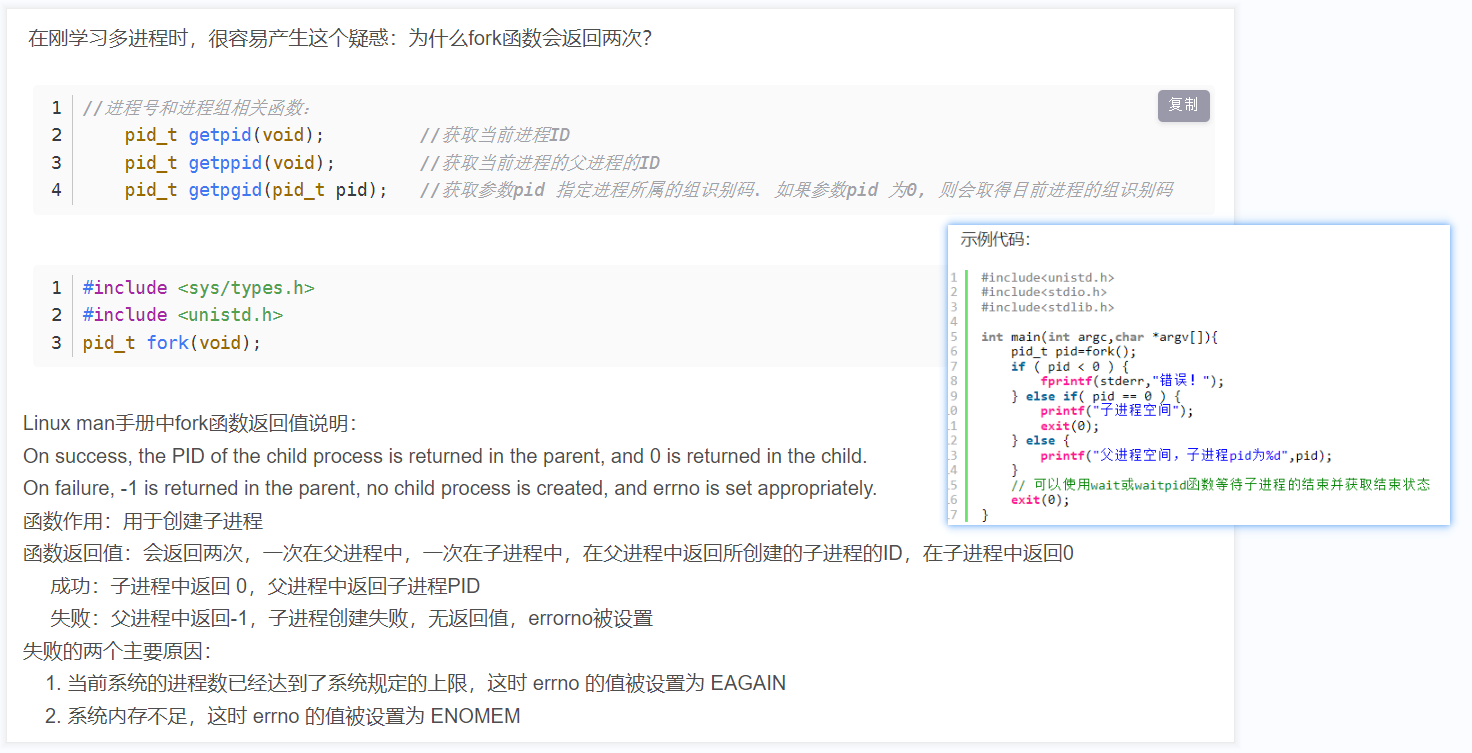 在刚学习多进程时，很容易产生这个疑惑：为什么fork函数会返回两次？
复制
1 //进程号和进程组相关函数：
2 pid_t getpid(void); //获取当前进程ID
3 pid_t getppid(void); //获取当前进程的父进程的ID
4 pid_t getpgid(pid_t pid); //获取参数pid 指定进程所属的组识别码. 如果参数pid 为0, 则会取得目前进程的组识别码
1 #include <sys/types.h>
2 #include <unistd.h>
3 pid_t fork(void);
示例代码：
1 #include<unistd.h>
2 #include<stdio.h>
3 #include<stdlib.h>
4
5 int main(int argc,char *argv[]){
6 pid_t pid=fork();
7 if ( pid < 0 ) {
8 fprintf(stderr,"错误！");
9 } else if( pid == 0 ) {
0 printf("子进程空间");
1 exit(0);
2 } else {
3 printf("父进程空间，子进程pid为%d",pid);
4 }
5 // 可以使用wait或waitpid函数等待子进程的结束并获取结束状态
6 exit(0);
7 }
Linux man手册中fork函数返回值说明：
On success, the PID of the child process is returned in the parent, and 0 is returned in the child.
On failure, -1 is returned in the parent, no child process is created, and errno is set appropriately.
函数作用：用于创建子进程
函数返回值：会返回两次，一次在父进程中，一次在子进程中，在父进程中返回所创建的子进程的ID，在子进程中返回0
成功：子进程中返回 0，父进程中返回子进程PID
失败：父进程中返回-1，子进程创建失败，无返回值，errorno被设置
失败的两个主要原因：
1. 当前系统的进程数已经达到了系统规定的上限，这时 errno 的值被设置为 EAGAIN
2. 系统内存不足，这时 errno 的值被设置为 ENOMEM